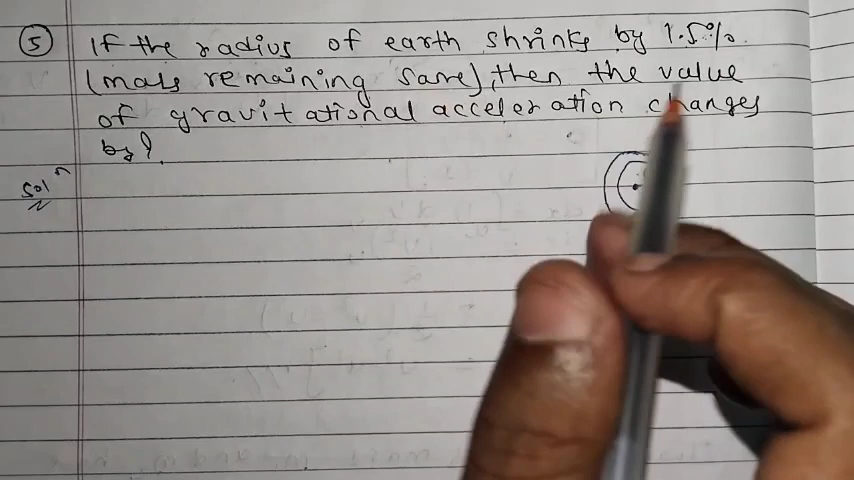 5 If the radius of earth shrinks by 1.5%.
(mass remaining same), then the value
of gravitational acceleration changes
by?
Solⁿ